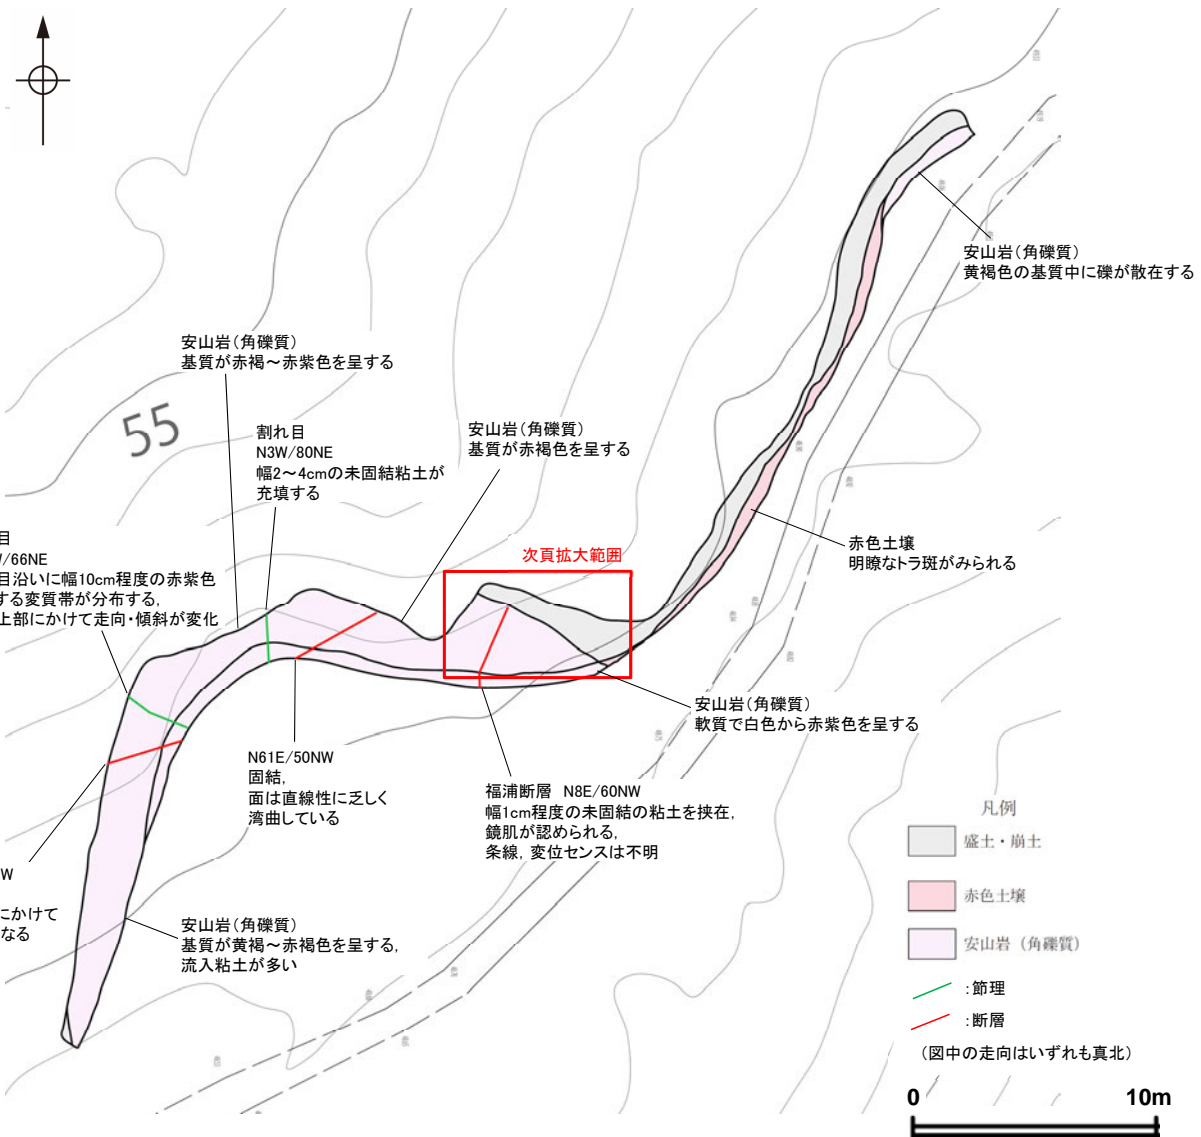 安山岩(角礫質)
黄褐色の基質中に礫が散在する
安山岩(角礫質)
基質が赤褐～赤紫色を呈する
55
割れ目
N3W/80NE
幅2～4cmの未固結粘土が
充填する
安山岩(角礫質)
基質が赤褐色を呈する
目
/66NE
目沿いに幅10cm程度の赤紫色
する変質帯が分布する,
上部にかけて走向・傾斜が変化
次頁拡大範囲
赤色土壌
明瞭なトラ斑がみられる
安山岩(角礫質)
軟質で白色から赤紫色を呈する
N61E/50NW
固結,
面は直線性に乏しく
湾曲している
福浦断層 N8E/60NW
幅1cm程度の未固結の粘土を挟在,
鏡肌が認められる,
条線, 変位センスは不明
W
にかけて
なる
安山岩(角礫質)
基質が黄褐～赤褐色を呈する,
流入粘土が多い
凡例
盛土・崩土
赤色土壌
安山岩（角礫質）
:節理
:断層
（図中の走向はいずれも真北）
0 10m